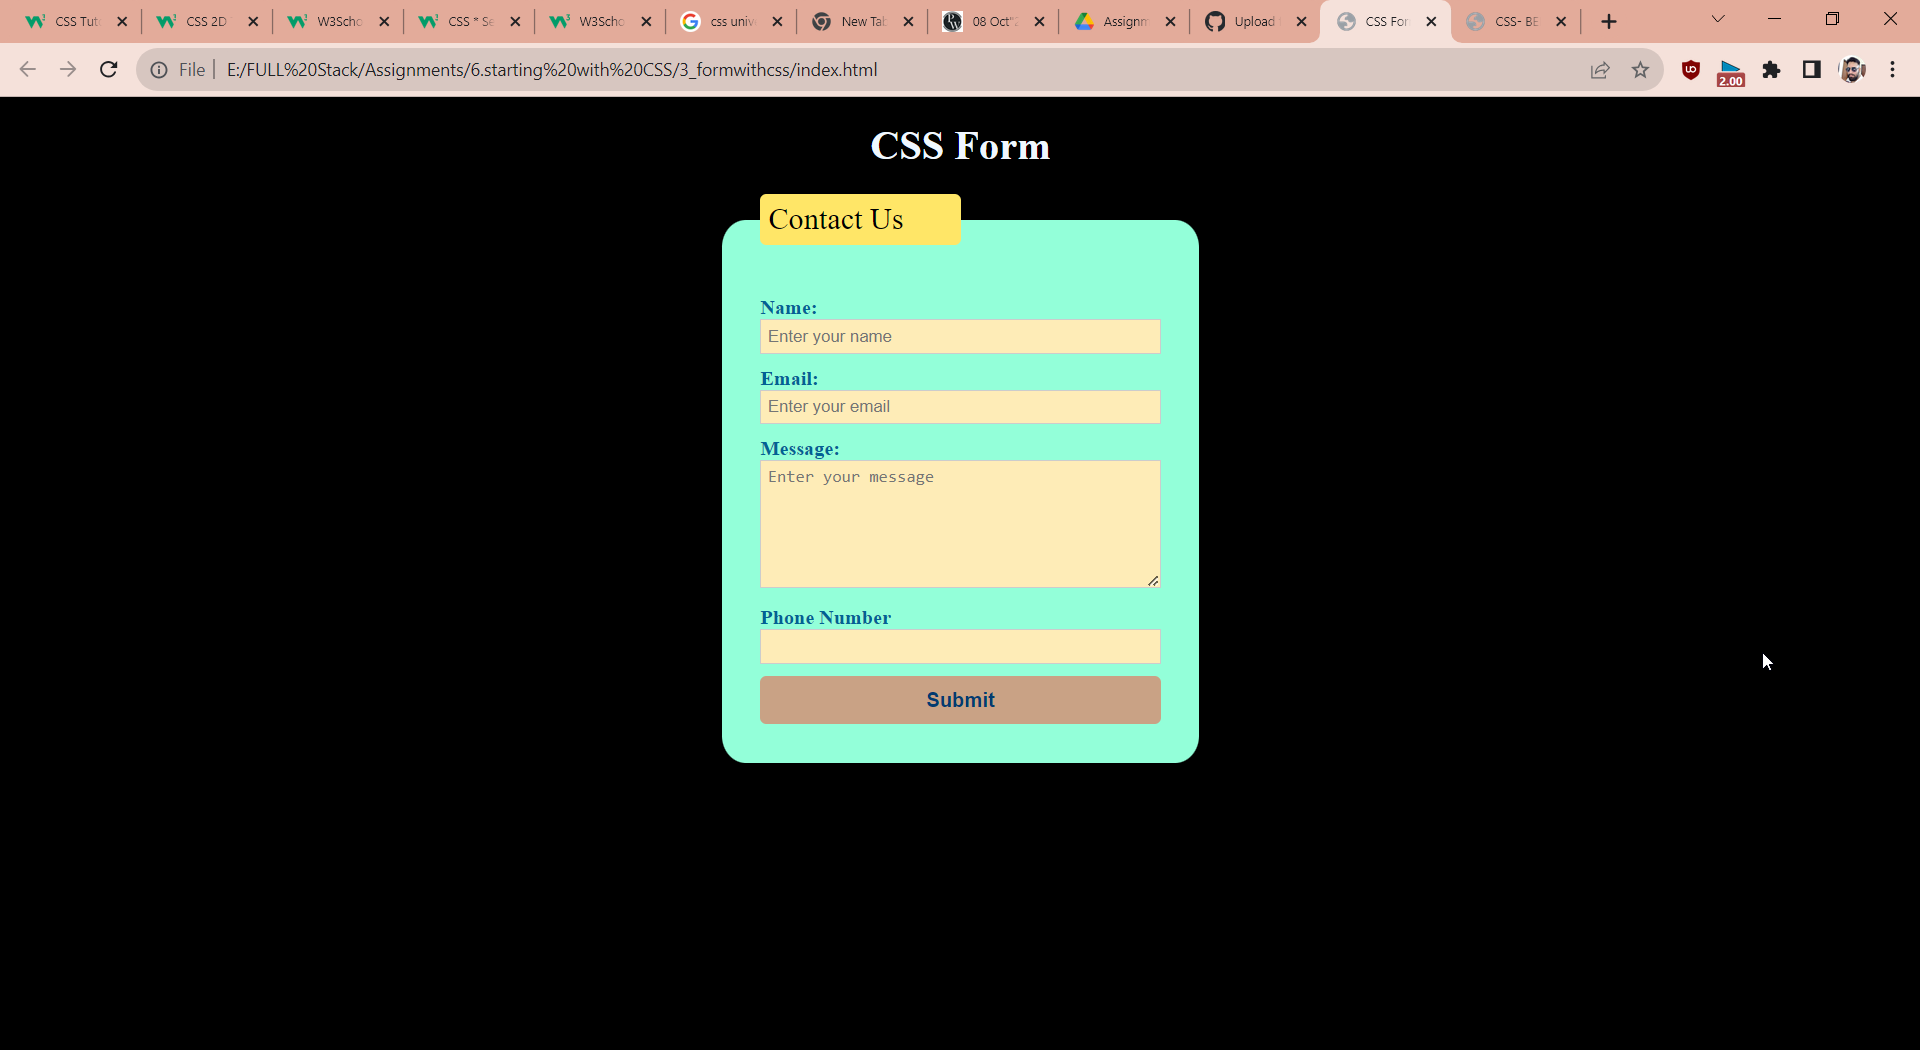 CSS Tut
CSS 2D
W3Scho
CSS * Se
W3Scho
css unive
New Tab
08 Oct'2
Assignm
Upload
CSS For
CSS- BE
File
E:/FULL%20Stack/Assignments/6.starting%20with%20CSS/3_formwithcss/index.html
2.00
CSS Form
Contact Us
Name:
Enter your name
Email:
Enter your email
Message:
Enter your message
Phone Number
Submit